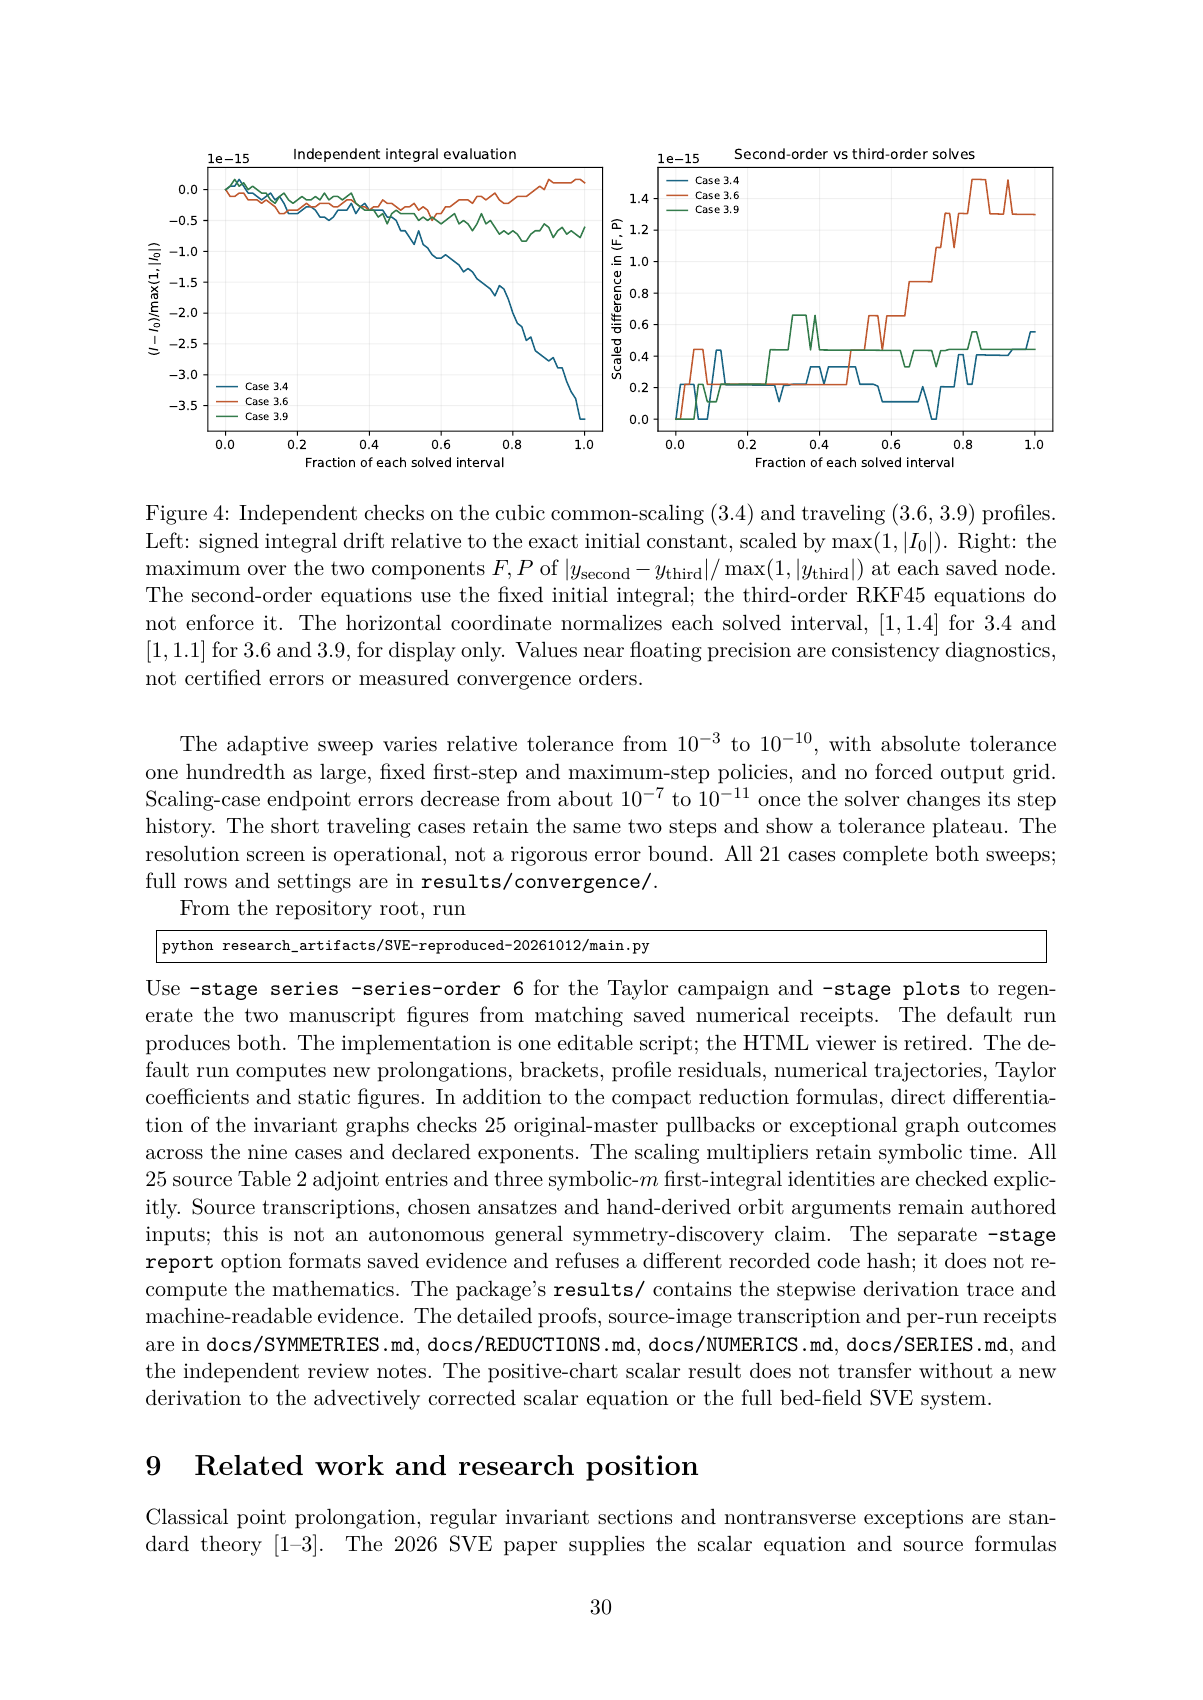 1e−15
Independent integral evaluation
0.0
−0.5
−1.0
−1.5
−2.0
−2.5
−3.0
−3.5
(I − I₀)/max(1, |I₀|)
Case 3.4
Case 3.6
Case 3.9
0.0 0.2 0.4 0.6 0.8 1.0
Fraction of each solved interval
1e−15
Second-order vs third-order solves
Case 3.4
Case 3.6
Case 3.9
1.4
1.2
1.0
0.8
0.6
0.4
0.2
0.0
Scaled difference in (F, P)
0.0 0.2 0.4 0.6 0.8 1.0
Fraction of each solved interval
Figure 4: Independent checks on the cubic common-scaling (3.4) and traveling (3.6, 3.9) profiles.
Left: signed integral drift relative to the exact initial constant, scaled by max(1, |I₀|). Right: the
maximum over the two components F, P of |y_second − y_third|/ max(1, |y_third|) at each saved node.
The second-order equations use the fixed initial integral; the third-order RKF45 equations do
not enforce it. The horizontal coordinate normalizes each solved interval, [1, 1.4] for 3.4 and
[1, 1.1] for 3.6 and 3.9, for display only. Values near floating precision are consistency diagnostics,
not certified errors or measured convergence orders.
The adaptive sweep varies relative tolerance from 10⁻³ to 10⁻¹⁰, with absolute tolerance
one hundredth as large, fixed first-step and maximum-step policies, and no forced output grid.
Scaling-case endpoint errors decrease from about 10⁻⁷ to 10⁻¹¹ once the solver changes its step
history. The short traveling cases retain the same two steps and show a tolerance plateau. The
resolution screen is operational, not a rigorous error bound. All 21 cases complete both sweeps;
full rows and settings are in results/convergence/.
From the repository root, run
python research_artifacts/SVE-reproduced-20261012/main.py
Use -stage series -series-order 6 for the Taylor campaign and -stage plots to regen-
erate the two manuscript figures from matching saved numerical receipts. The default run
produces both. The implementation is one editable script; the HTML viewer is retired. The de-
fault run computes new prolongations, brackets, profile residuals, numerical trajectories, Taylor
coefficients and static figures. In addition to the compact reduction formulas, direct differentia-
tion of the invariant graphs checks 25 original-master pullbacks or exceptional graph outcomes
across the nine cases and declared exponents. The scaling multipliers retain symbolic time. All
25 source Table 2 adjoint entries and three symbolic-m first-integral identities are checked explic-
itly. Source transcriptions, chosen ansatzes and hand-derived orbit arguments remain authored
inputs; this is not an autonomous general symmetry-discovery claim. The separate -stage
report option formats saved evidence and refuses a different recorded code hash; it does not re-
compute the mathematics. The package's results/ contains the stepwise derivation trace and
machine-readable evidence. The detailed proofs, source-image transcription and per-run receipts
are in docs/SYMMETRIES.md, docs/REDUCTIONS.md, docs/NUMERICS.md, docs/SERIES.md, and
the independent review notes. The positive-chart scalar result does not transfer without a new
derivation to the advectively corrected scalar equation or the full bed-field SVE system.
9 Related work and research position
Classical point prolongation, regular invariant sections and nontransverse exceptions are stan-
dard theory [1–3]. The 2026 SVE paper supplies the scalar equation and source formulas
30